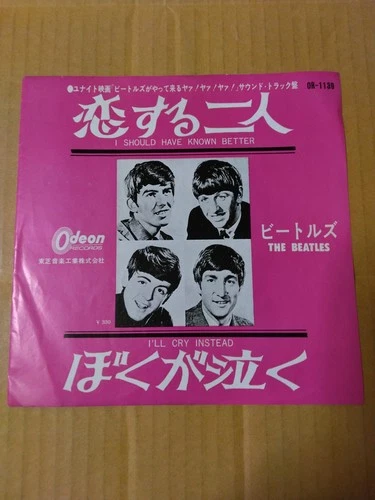 ●ユナイト映画"ビートルズがやって来るヤァ!ヤァ!ヤァ!"サウンド・トラック盤
OR-1139
恋する二人
I SHOULD HAVE KNOWN BETTER
Odeon
RECORDS
東芝音楽工業株式会社
ビートルズ
THE BEATLES
I'LL CRY INSTEAD
ぼくが泣く